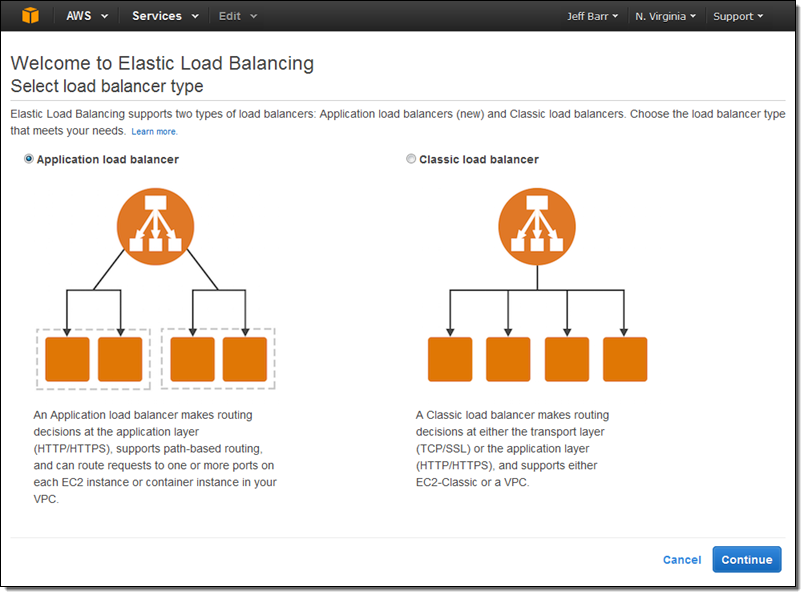 AWS Services Edit Jeff Barr N. Virginia Support
Welcome to Elastic Load Balancing
Select load balancer type
Elastic Load Balancing supports two types of load balancers: Application load balancers (new) and Classic load balancers. Choose the load balancer type
that meets your needs. Learn more.
Application load balancer
Classic load balancer
An Application load balancer makes routing
decisions at the application layer
(HTTP/HTTPS), supports path-based routing,
and can route requests to one or more ports on
each EC2 instance or container instance in your
VPC.
A Classic load balancer makes routing
decisions at either the transport layer
(TCP/SSL) or the application layer
(HTTP/HTTPS), and supports either
EC2-Classic or a VPC.
Cancel Continue